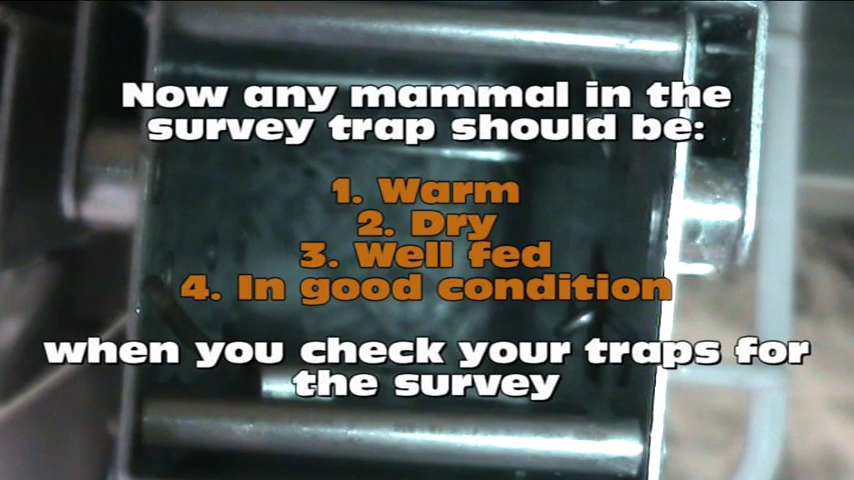 Now any mammal in the
survey trap should be:
1. Warm
2. Dry
3. Well fed
4. In good condition
when you check your traps for
the survey